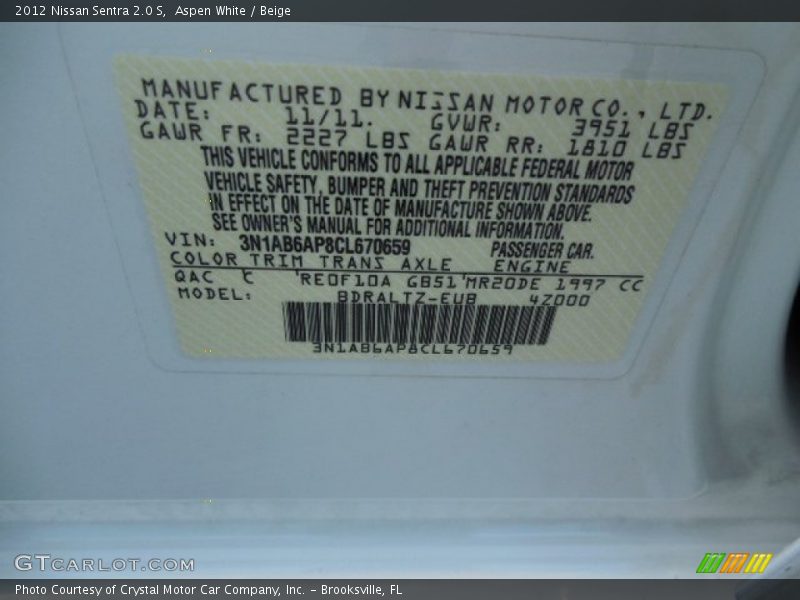 2012 Nissan Sentra 2.0 S,  Aspen White / Beige
MANUFACTURED BY NISSAN MOTOR CO., LTD.
DATE: 11/11. GVWR: 3951 LBS
GAWR FR: 2227 LBS GAWR RR: 1810 LBS
THIS VEHICLE CONFORMS TO ALL APPLICABLE FEDERAL MOTOR
VEHICLE SAFETY, BUMPER AND THEFT PREVENTION STANDARDS
IN EFFECT ON THE DATE OF MANUFACTURE SHOWN ABOVE.
SEE OWNER'S MANUAL FOR ADDITIONAL INFORMATION.
VIN: 3N1AB6AP8CL670659 PASSENGER CAR.
COLOR TRIM TRANS AXLE ENGINE
QAC C RE0F10A GB51 MR20DE 1997 CC
MODEL: BDRALTZ-EUB 4Z000
3N1AB6AP8CL670659
GTCARLOT.COM
Photo Courtesy of Crystal Motor Car Company, Inc. – Brooksville, FL